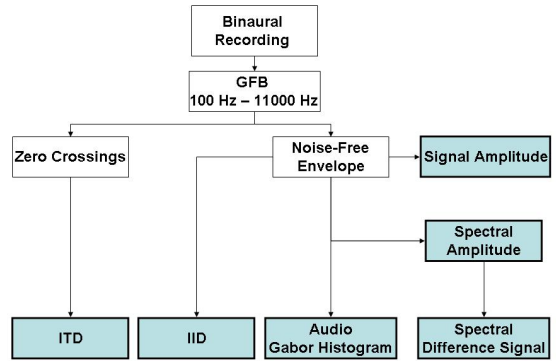 Binaural
Recording
GFB
100 Hz – 11000 Hz
Zero Crossings
Noise-Free
Envelope
Signal Amplitude
Spectral
Amplitude
ITD
IID
Audio
Gabor Histogram
Spectral
Difference Signal